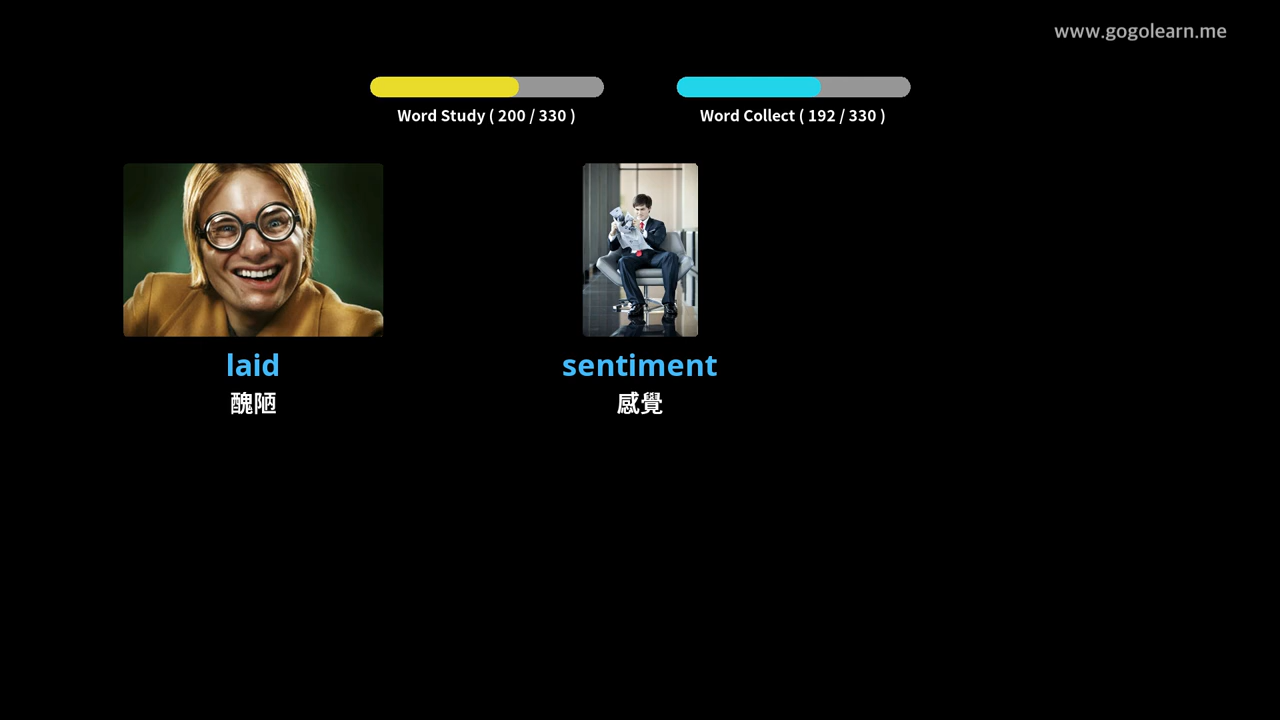 www.gogolearn.me
Word Study ( 200 / 330 )
Word Collect ( 192 / 330 )
laid
醜陋
sentiment
感覺